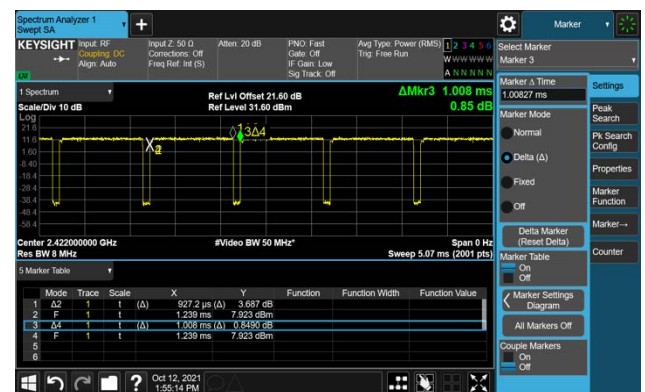 Spectrum Analyzer 1
Swept SA
Marker
KEYSIGHT Input: RF Input Z: 50 Ω Atten: 20 dB PNO: Fast Avg Type: Power (RMS) 1 2 3 4 5 6
Coupling: DC Corrections: Off Gate: Off Trig: Free Run
Align: Auto Freq Ref: Int (S) IF Gain: Low W W W W W W
Sig Track: Off A N N N N N
LXI
Select Marker
Marker 3
1 Spectrum
Scale/Div 10 dB
Ref Lvl Offset 21.60 dB
Ref Level 31.60 dBm
ΔMkr3 1.008 ms
0.85 dB
Log
21.6
11.6
1.60
-8.40
-18.4
-28.4
-38.4
-48.4
-58.4
Center 2.422000000 GHz #Video BW 50 MHz* Span 0 Hz
Res BW 8 MHz Sweep 5.07 ms (2001 pts)
5 Marker Table
Mode Trace Scale X Y Function Function Width Function Value
1 Δ2 1 t (Δ) 927.2 µs (Δ) 3.687 dB
2 F 1 t 1.239 ms 7.923 dBm
3 Δ4 1 t (Δ) 1.008 ms (Δ) 0.8490 dB
4 F 1 t 1.239 ms 7.923 dBm
5
6
Marker Δ Time
1.00827 ms
Marker Mode
Normal
Delta (Δ)
Fixed
Off
Delta Marker
(Reset Delta)
Marker Table
On
Off
Marker Settings
Diagram
All Markers Off
Couple Markers
On
Off
Settings
Peak
Search
Pk Search
Config
Properties
Marker
Function
Marker→
Counter
? Oct 12, 2021
1:55:14 PM